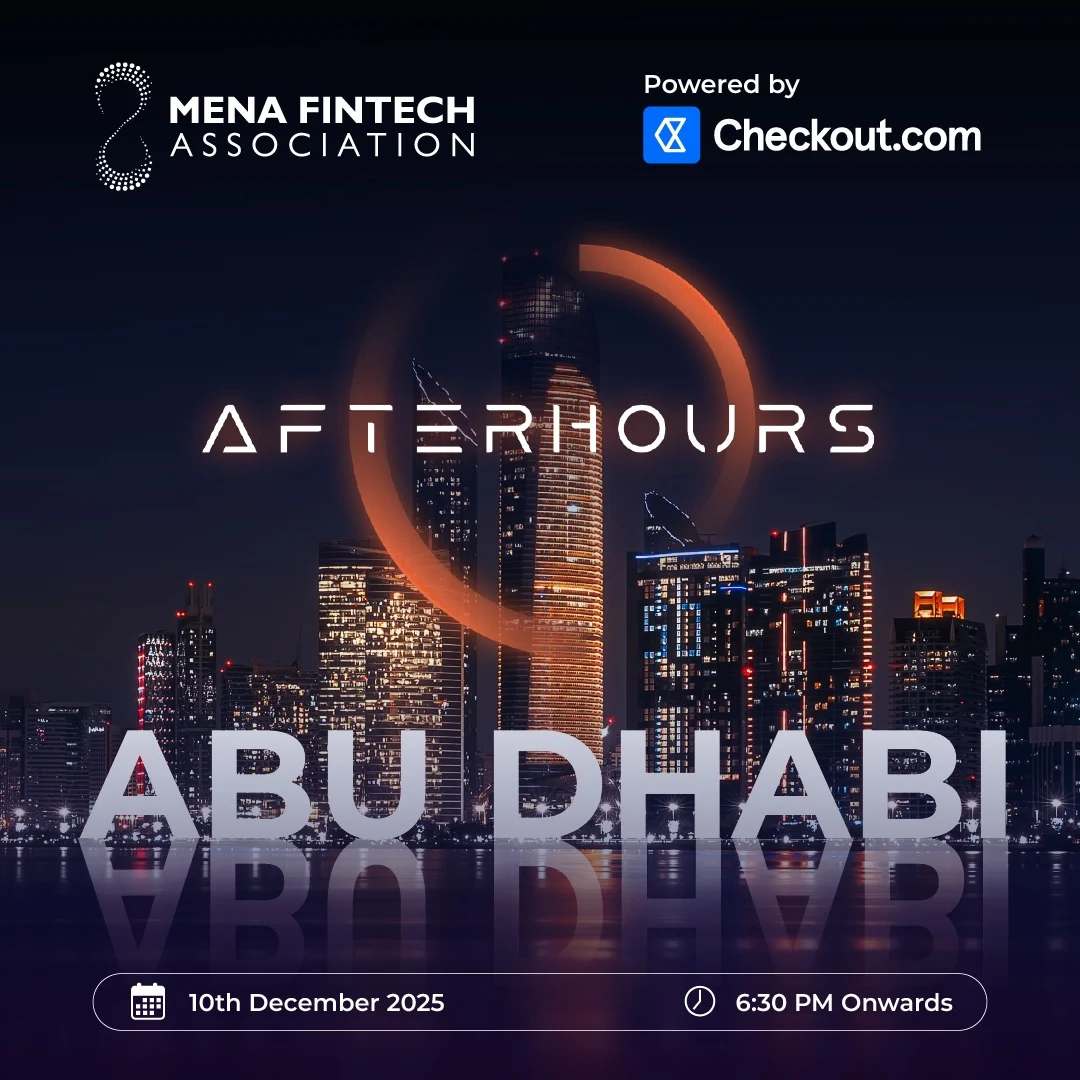 MENA FINTECH
ASSOCIATION
Powered by
Checkout.com
AFTERHOURS
ABU DHABI
10th December 2025
6:30 PM Onwards